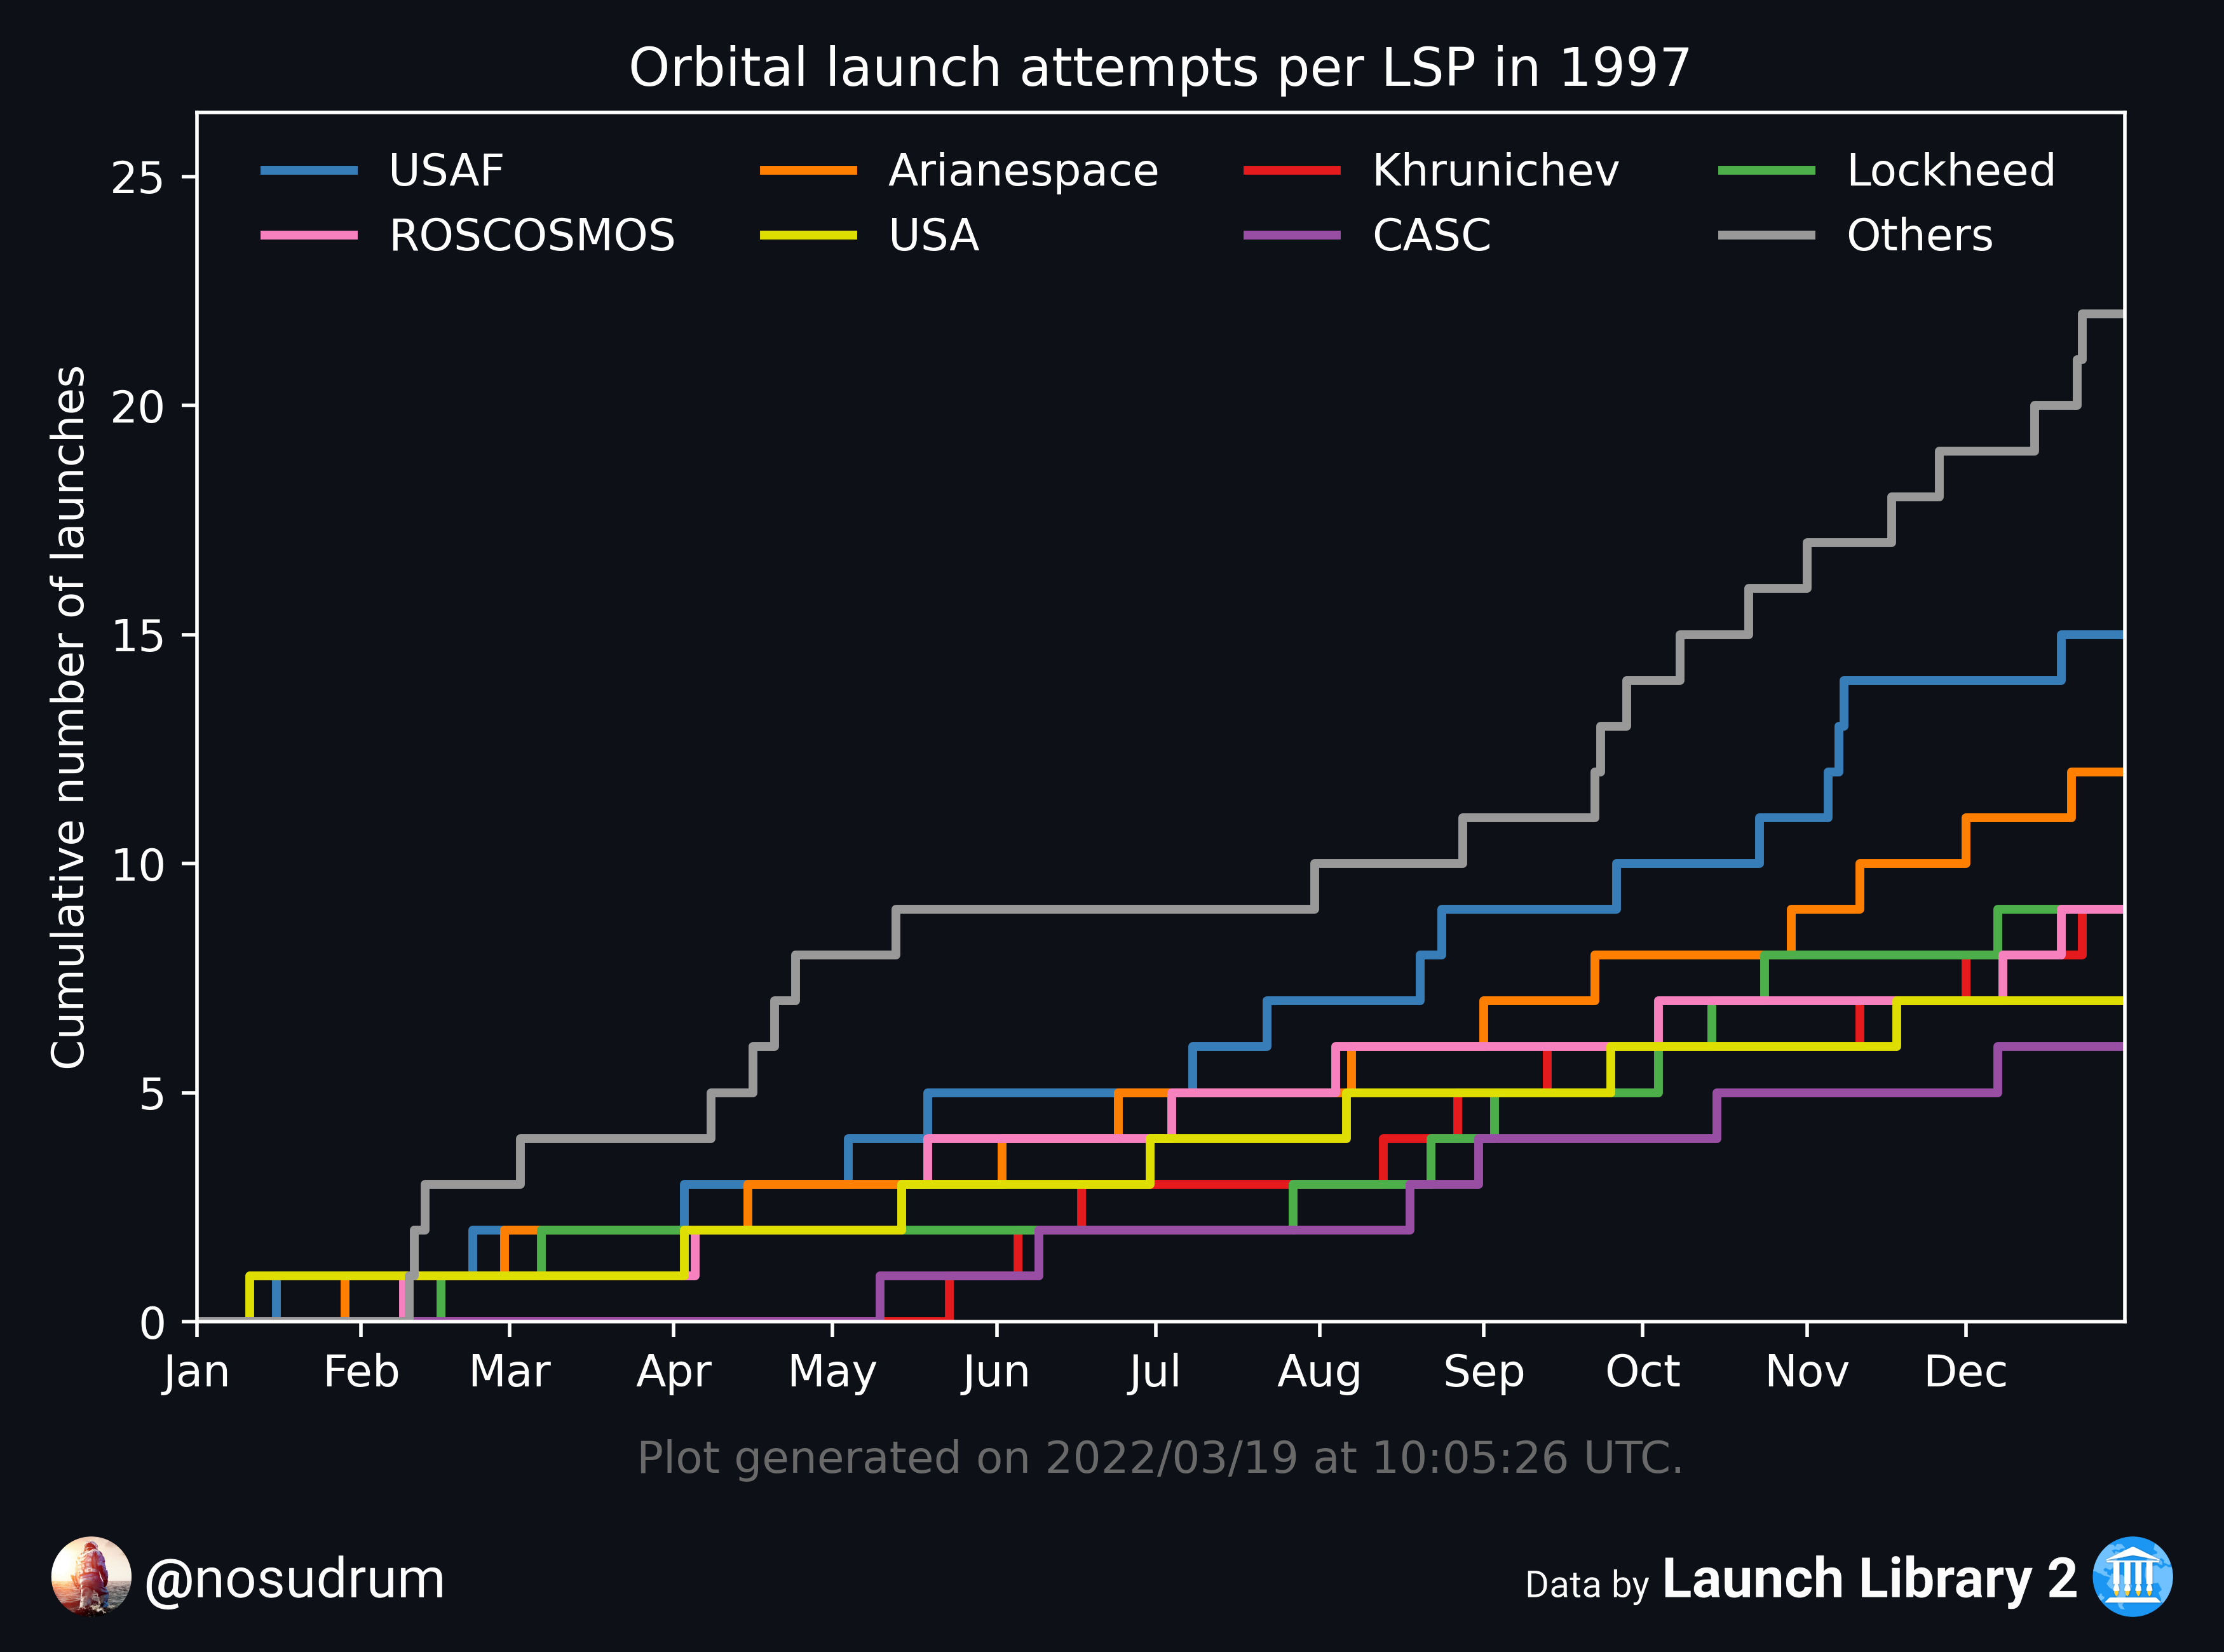 Orbital launch attempts per LSP in 1997
USAF Arianespace Khrunichev Lockheed
ROSCOSMOS USA CASC Others
Cumulative number of launches
25
20
15
10
5
0
Jan Feb Mar Apr May Jun Jul Aug Sep Oct Nov Dec
Plot generated on 2022/03/19 at 10:05:26 UTC.
@nosudrum
Data by Launch Library 2